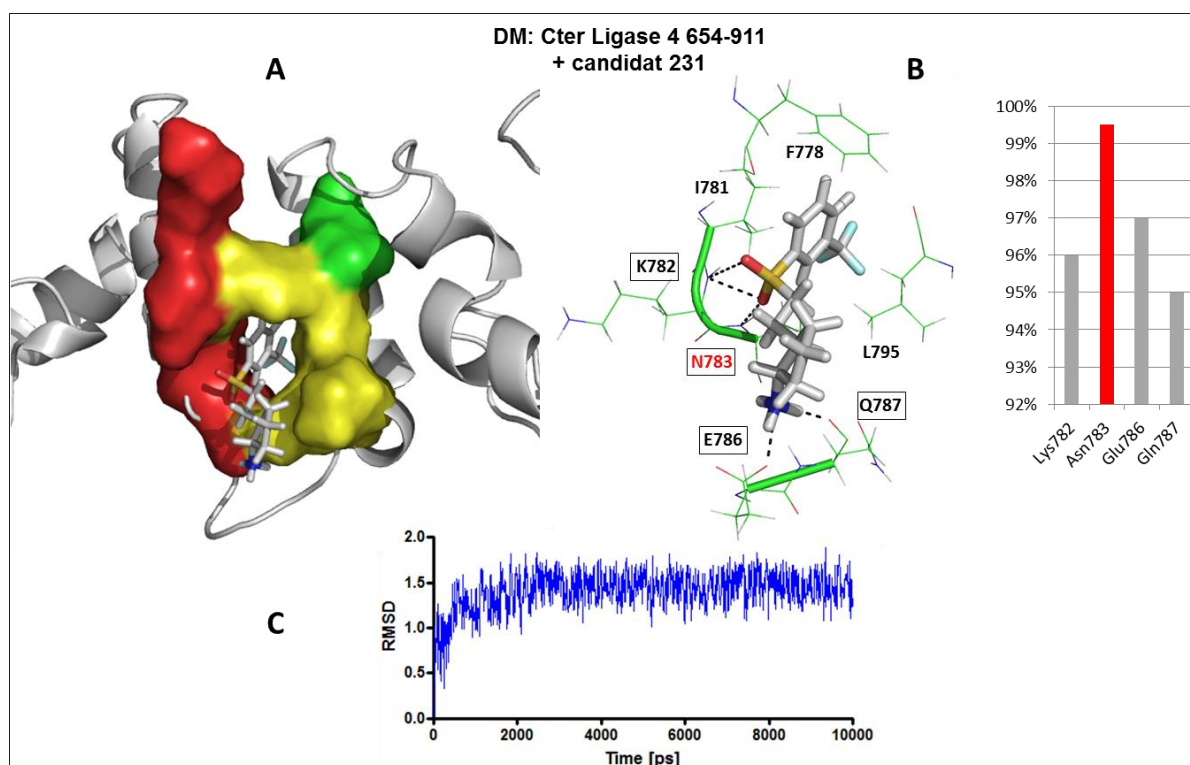 DM: Cter Ligase 4 654-911
+ candidat 231
A
B
F778
I781
K782
N783
L795
Q787
E786
100%
99%
98%
97%
96%
95%
94%
93%
92%
Lys782
Asn783
Glu786
Gln787
C
RMSD
2.0
1.5
1.0
0.5
0.0
0
2000
4000
6000
8000
10000
Time [ps]